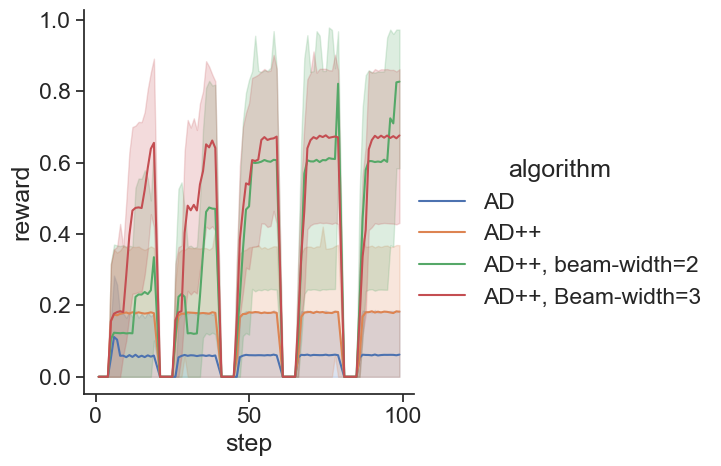 1.0
0.8
0.6
0.4
0.2
0.0
reward
0
50
100
step
algorithm
AD
AD++
AD++, beam-width=2
AD++, Beam-width=3